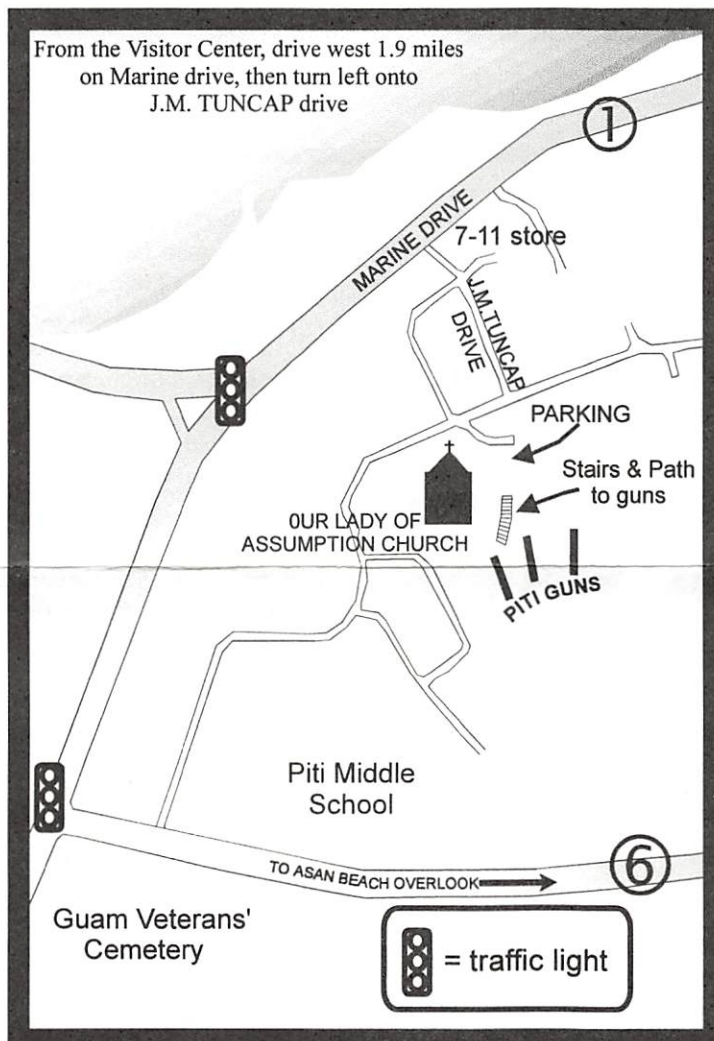 From the Visitor Center, drive west 1.9 miles
on Marine drive, then turn left onto
J.M. TUNCAP drive
1
MARINE DRIVE
7-11 store
J.M.TUNCAP
DRIVE
PARKING
Stairs & Path
to guns
0UR LADY OF
ASSUMPTION CHURCH
PITI GUNS
Piti Middle
School
TO ASAN BEACH OVERLOOK
6
Guam Veterans'
Cemetery
= traffic light